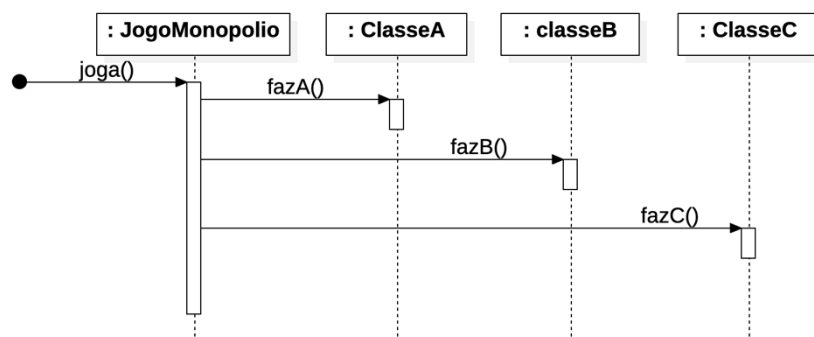 : JogoMonopolio
: ClasseA
: classeB
: ClasseC
joga()
fazA()
fazB()
fazC()